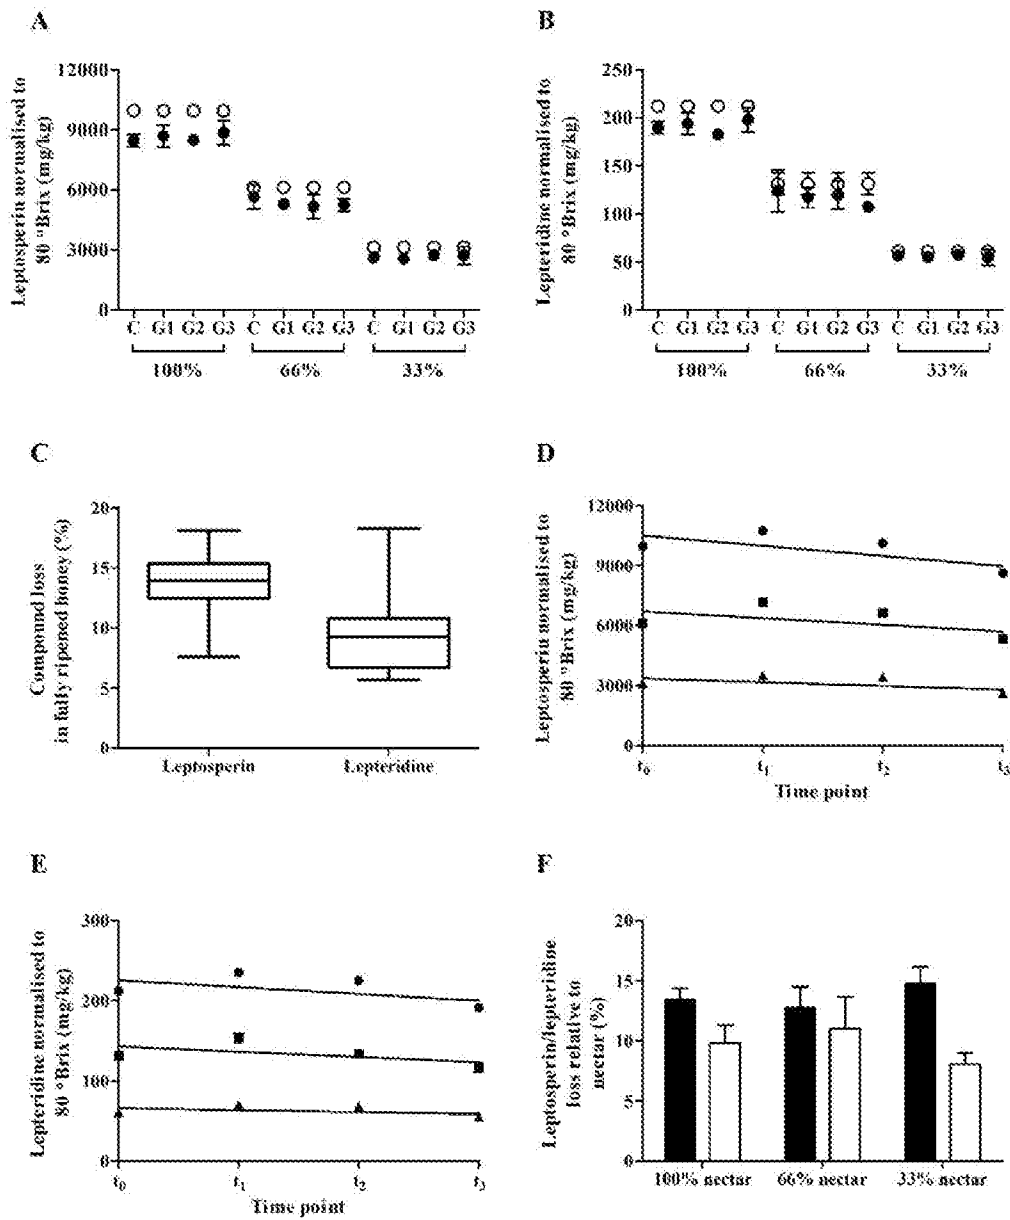 A
Leptosperin normalised to
80 °Brix (mg/kg)
12000
9000
6000
3000
0
C G1 G2 G3 C G1 G2 G3 C G1 G2 G3
100% 66% 33%
B
Lepteridine normalised to
80 °Brix (mg/kg)
250
200
150
100
50
0
C G1 G2 G3 C G1 G2 G3 C G1 G2 G3
100% 66% 33%
C
Compound loss
in fully ripened honey (%)
20
15
10
5
0
Leptosperin Lepteridine
D
Leptosperin normalised to
80 °Brix (mg/kg)
12000
9000
6000
3000
0
t0 t1 t2 t3
Time point
E
Lepteridine normalised to
80 °Brix (mg/kg)
300
200
100
0
t0 t1 t2 t3
Time point
F
Leptosperin/lepteridine
loss relative to
nectar (%)
20
15
10
5
0
100% nectar 66% nectar 33% nectar